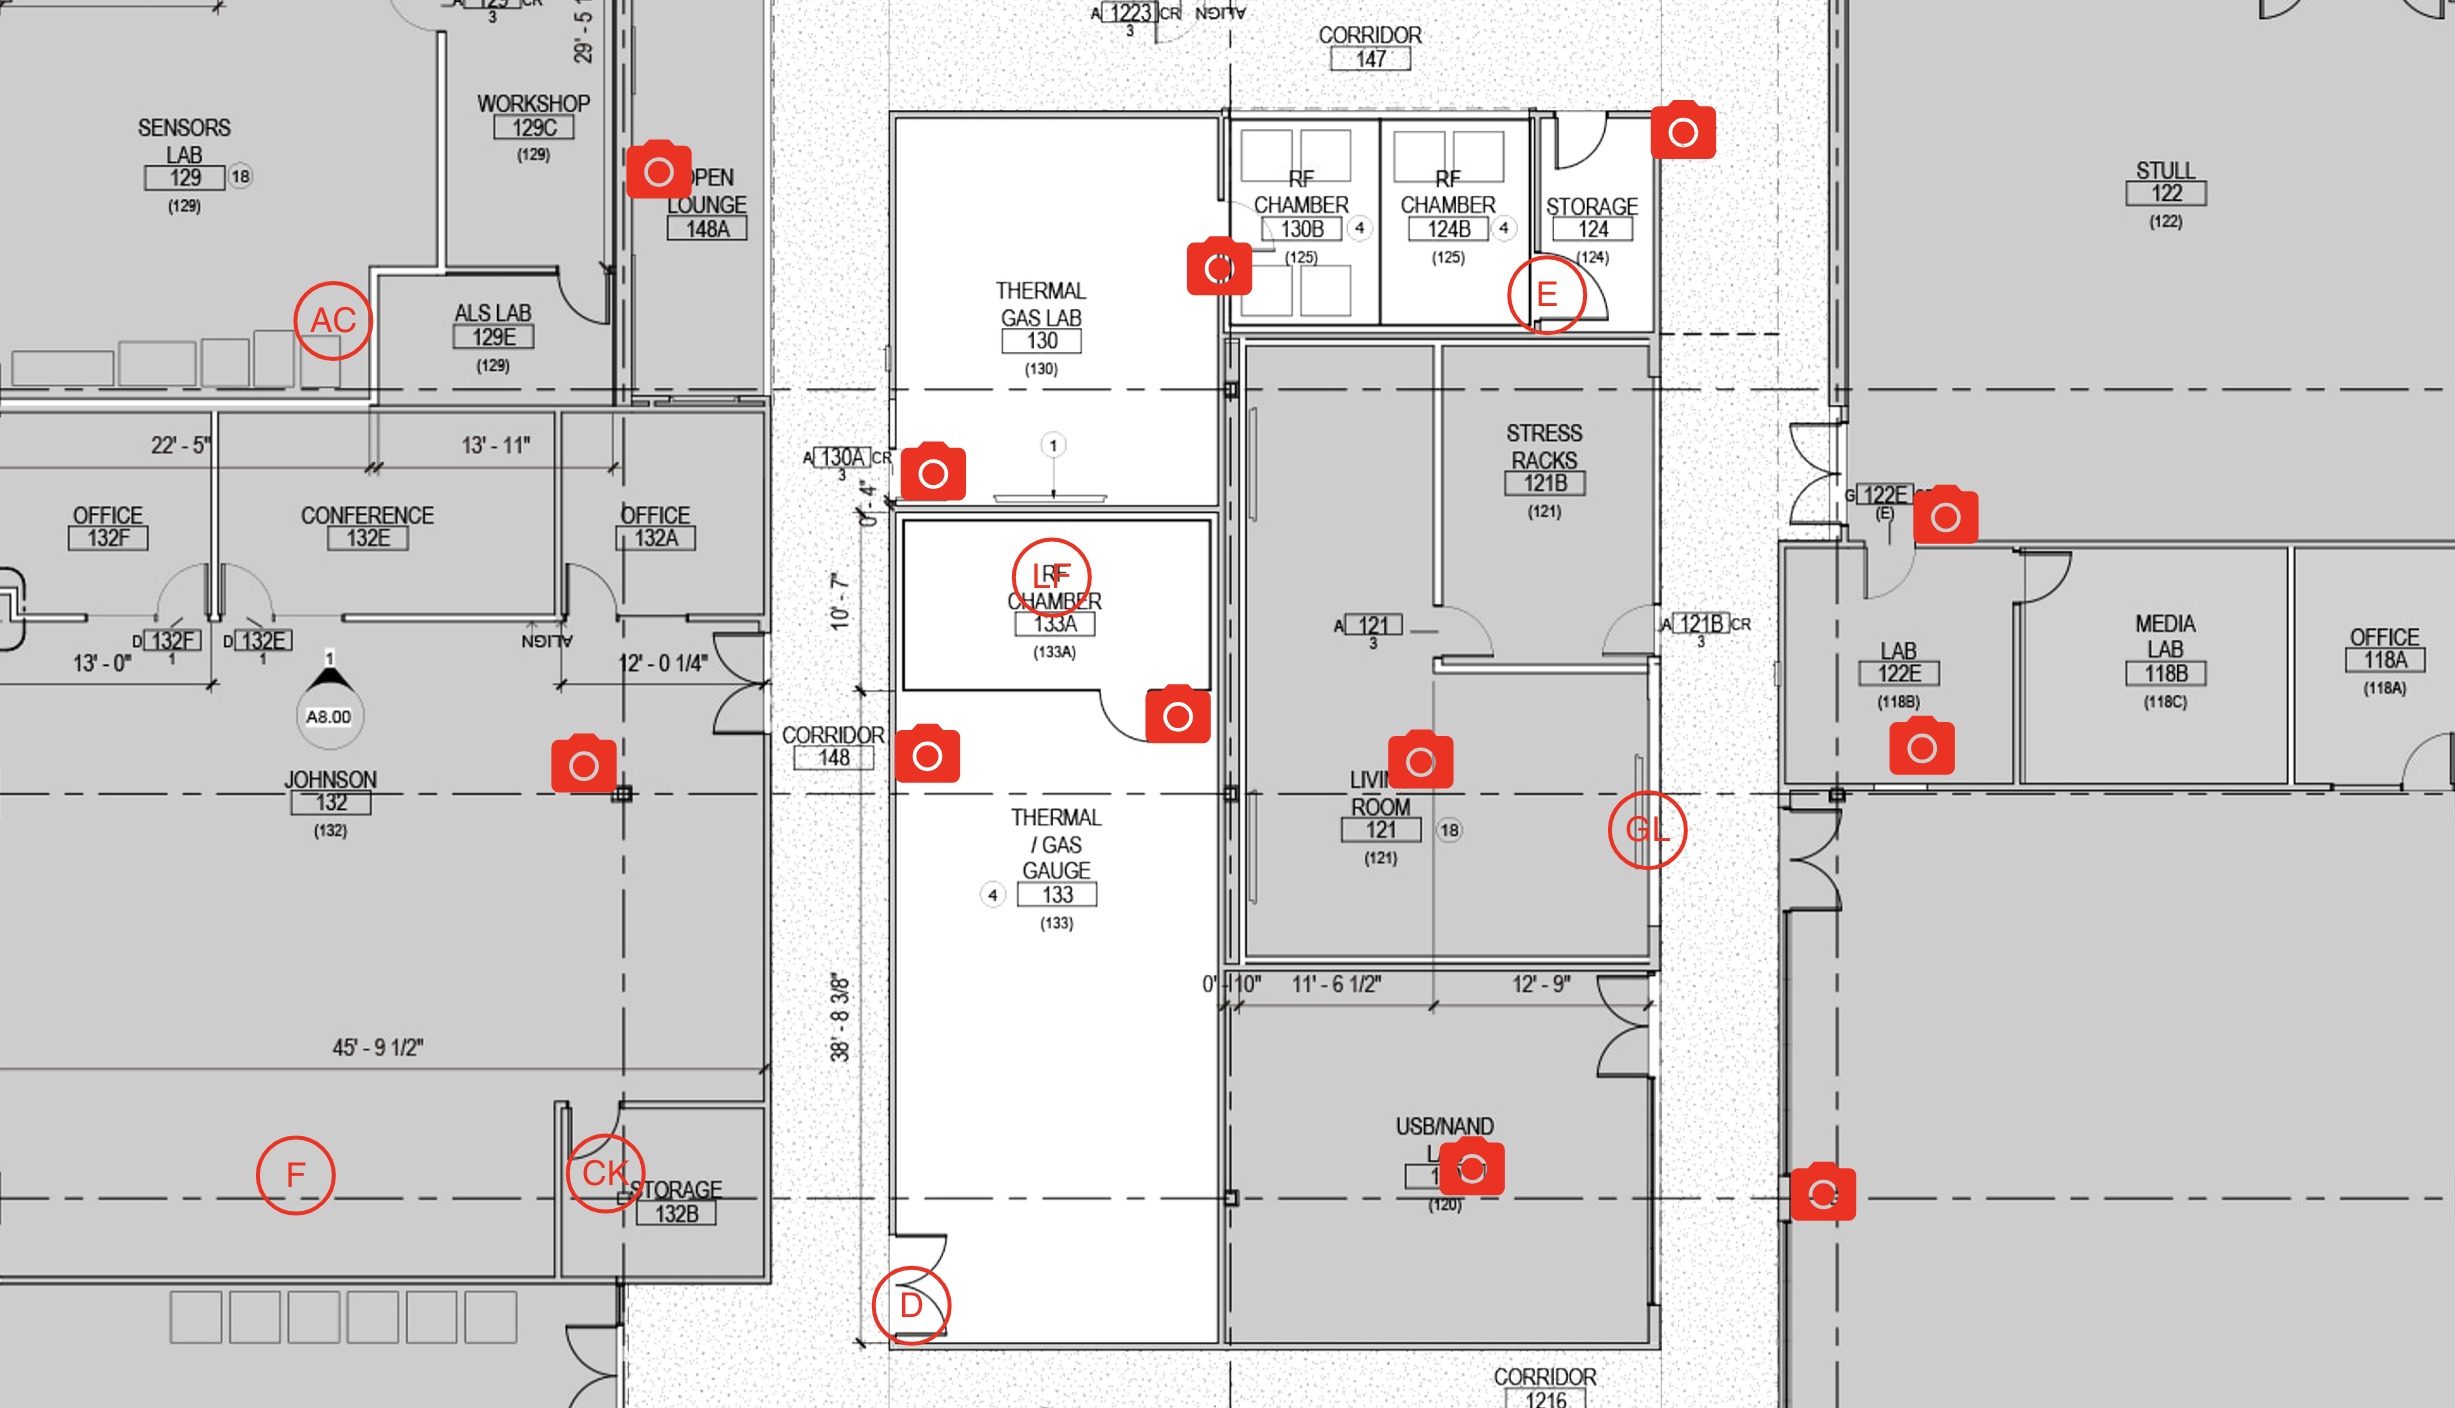 A 129 CR
3
29' - 5 1
A 1223 CR
3
ALIGN
CORRIDOR
147
SENSORS
LAB
129
18
(129)
WORKSHOP
129C
(129)
OPEN
LOUNGE
148A
RF
CHAMBER
130B
4
(125)
RF
CHAMBER
124B
4
(125)
STORAGE
124
(124)
STULL
122
(122)
AC
ALS LAB
129E
(129)
THERMAL
GAS LAB
130
(130)
E
22' - 5"
13' - 11"
A 130A CR
3
1
0' - 4"
STRESS
RACKS
121B
(121)
G 122E
(E)
OFFICE
132F
CONFERENCE
132E
OFFICE
132A
LF
RF
CHAMBER
133A
(133A)
10' - 7"
D 132F
1
D 132E
1
ALIGN
13' - 0"
12' - 0 1/4"
1
A8.00
A 121
3
A 121B CR
3
LAB
122E
(118B)
MEDIA
LAB
118B
(118C)
OFFICE
118A
(118A)
JOHNSON
132
(132)
CORRIDOR
148
THERMAL
/ GAS
GAUGE
133
4
(133)
ROOM
121
18
(121)
GL
0' - 10"
11' - 6 1/2"
12' - 9"
38' - 8 3/8"
45' - 9 1/2"
USB/NAND
(120)
F
CK
STORAGE
132B
D
CORRIDOR
1216